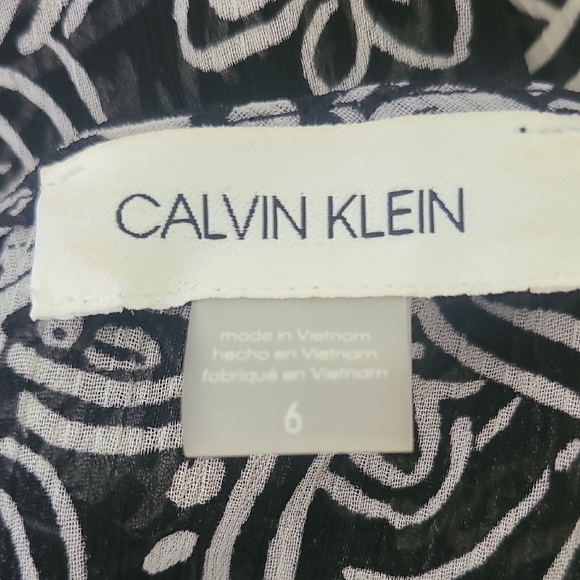 CALVIN KLEIN
made in Vietnam
hecho en Vietnam
fabriqué en Vietnam
6